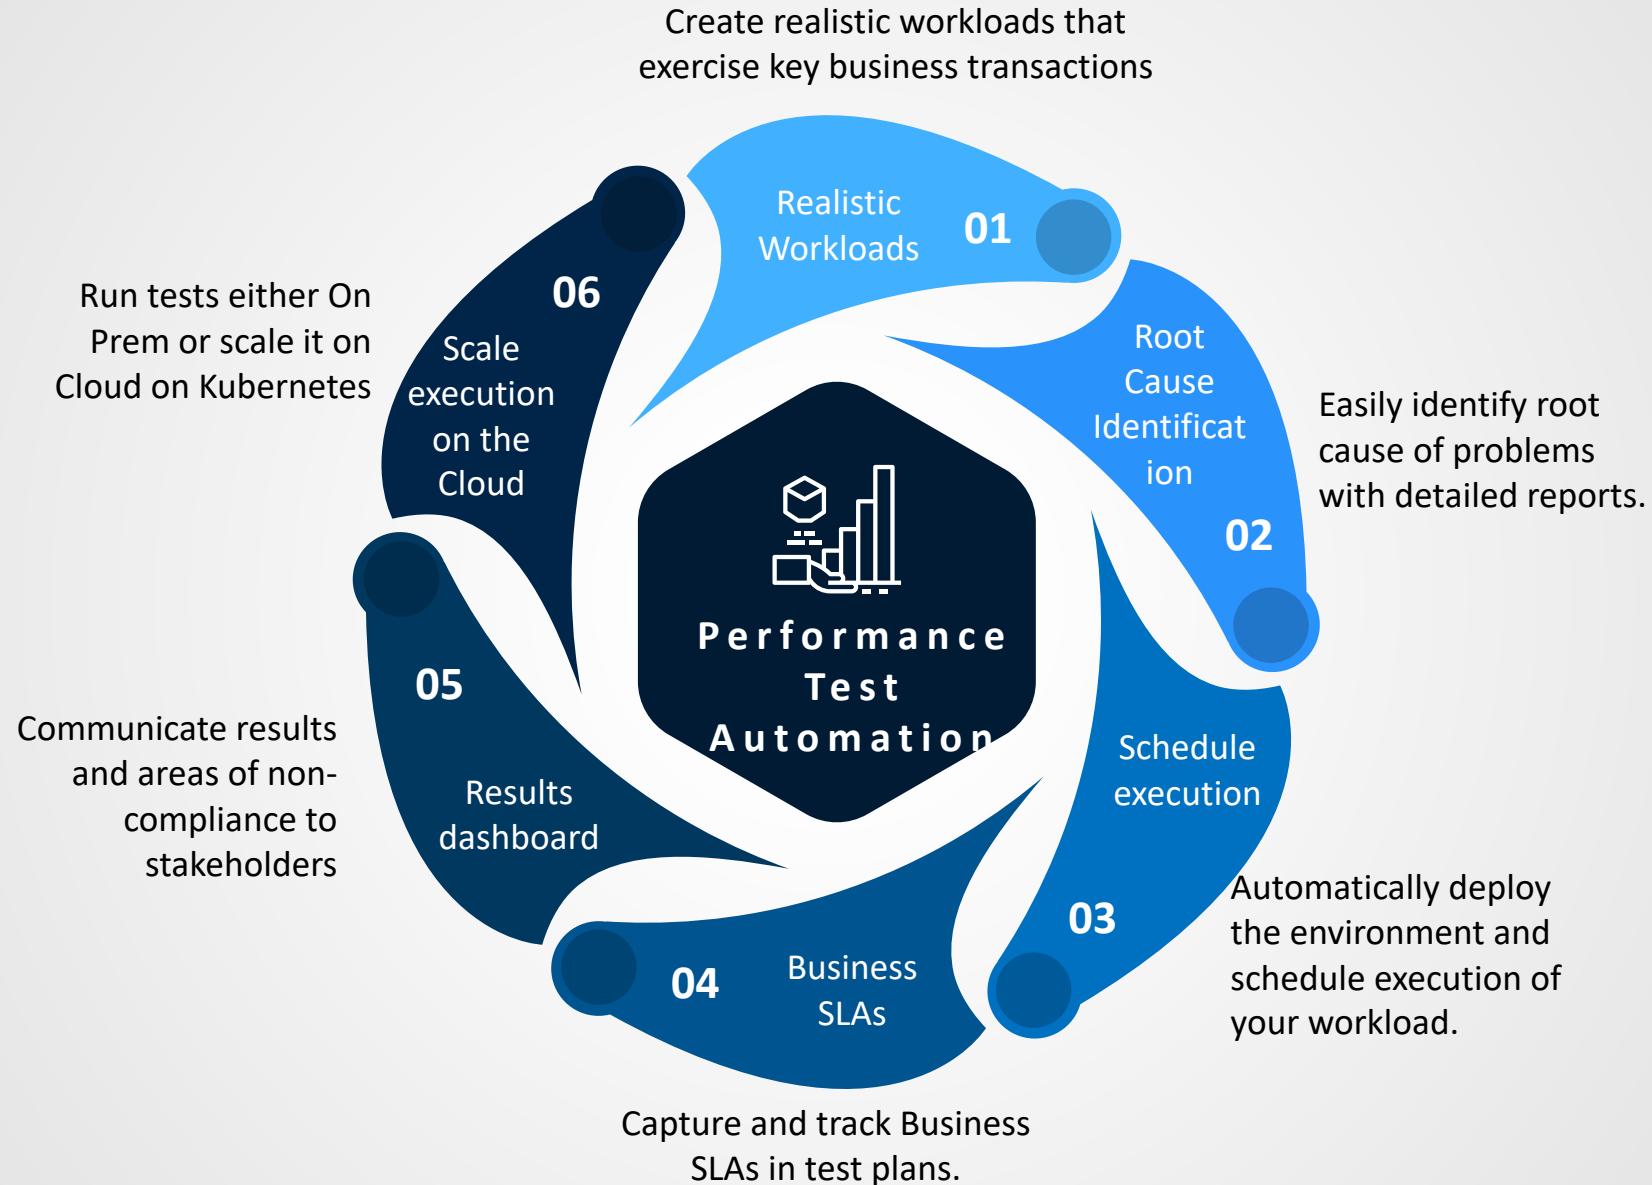 Create realistic workloads that
exercise key business transactions
Realistic
Workloads
01
Root
Cause
Identificat
ion
02
Easily identify root
cause of problems
with detailed reports.
Schedule
execution
03
Automatically deploy
the environment and
schedule execution of
your workload.
Business
SLAs
04
Capture and track Business
SLAs in test plans.
05
Results
dashboard
Communicate results
and areas of non-
compliance to
stakeholders
06
Scale
execution
on the
Cloud
Run tests either On
Prem or scale it on
Cloud on Kubernetes
Performance
Test
Automation